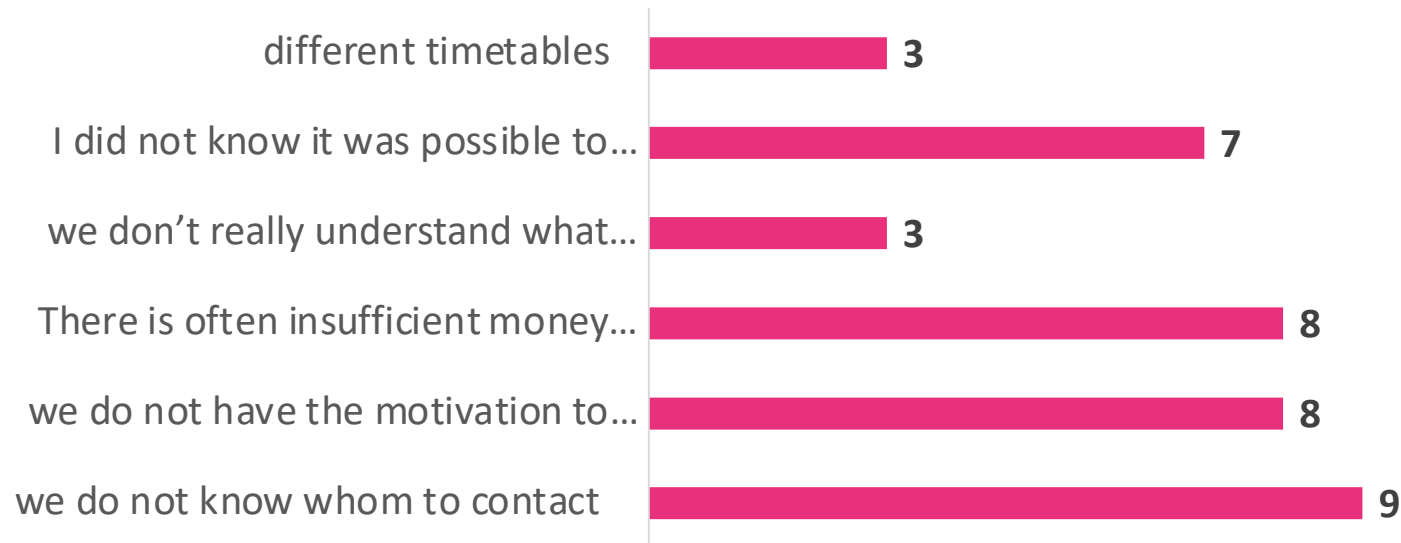 different timetables 3
I did not know it was possible to... 7
we don’t really understand what... 3
There is often insufficient money... 8
we do not have the motivation to... 8
we do not know whom to contact 9